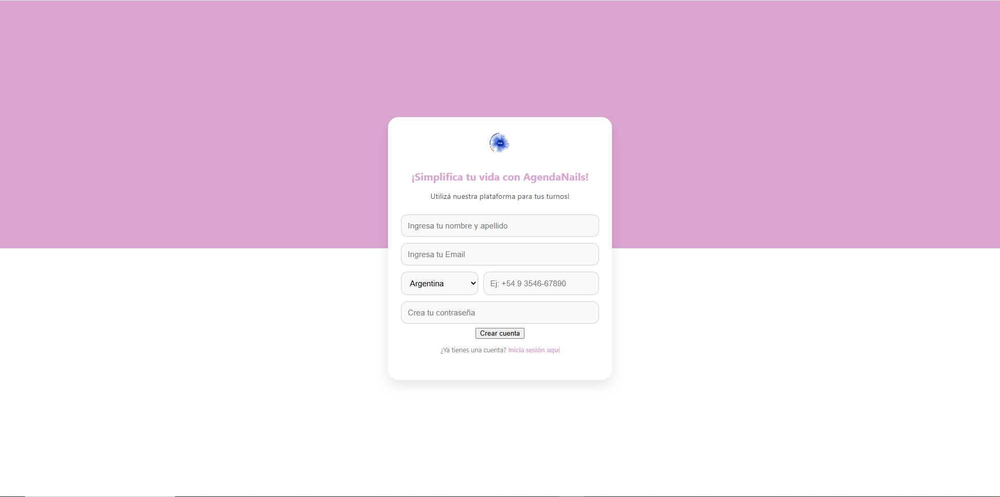 ¡Simplifica tu vida con AgendaNails!
Utilizá nuestra plataforma para tus turnos!
Ingresa tu nombre y apellido
Ingresa tu Email
Argentina
Ej: +54 9 3546-67890
Crea tu contraseña
Crear cuenta
¿Ya tienes una cuenta? Inicia sesión aquí